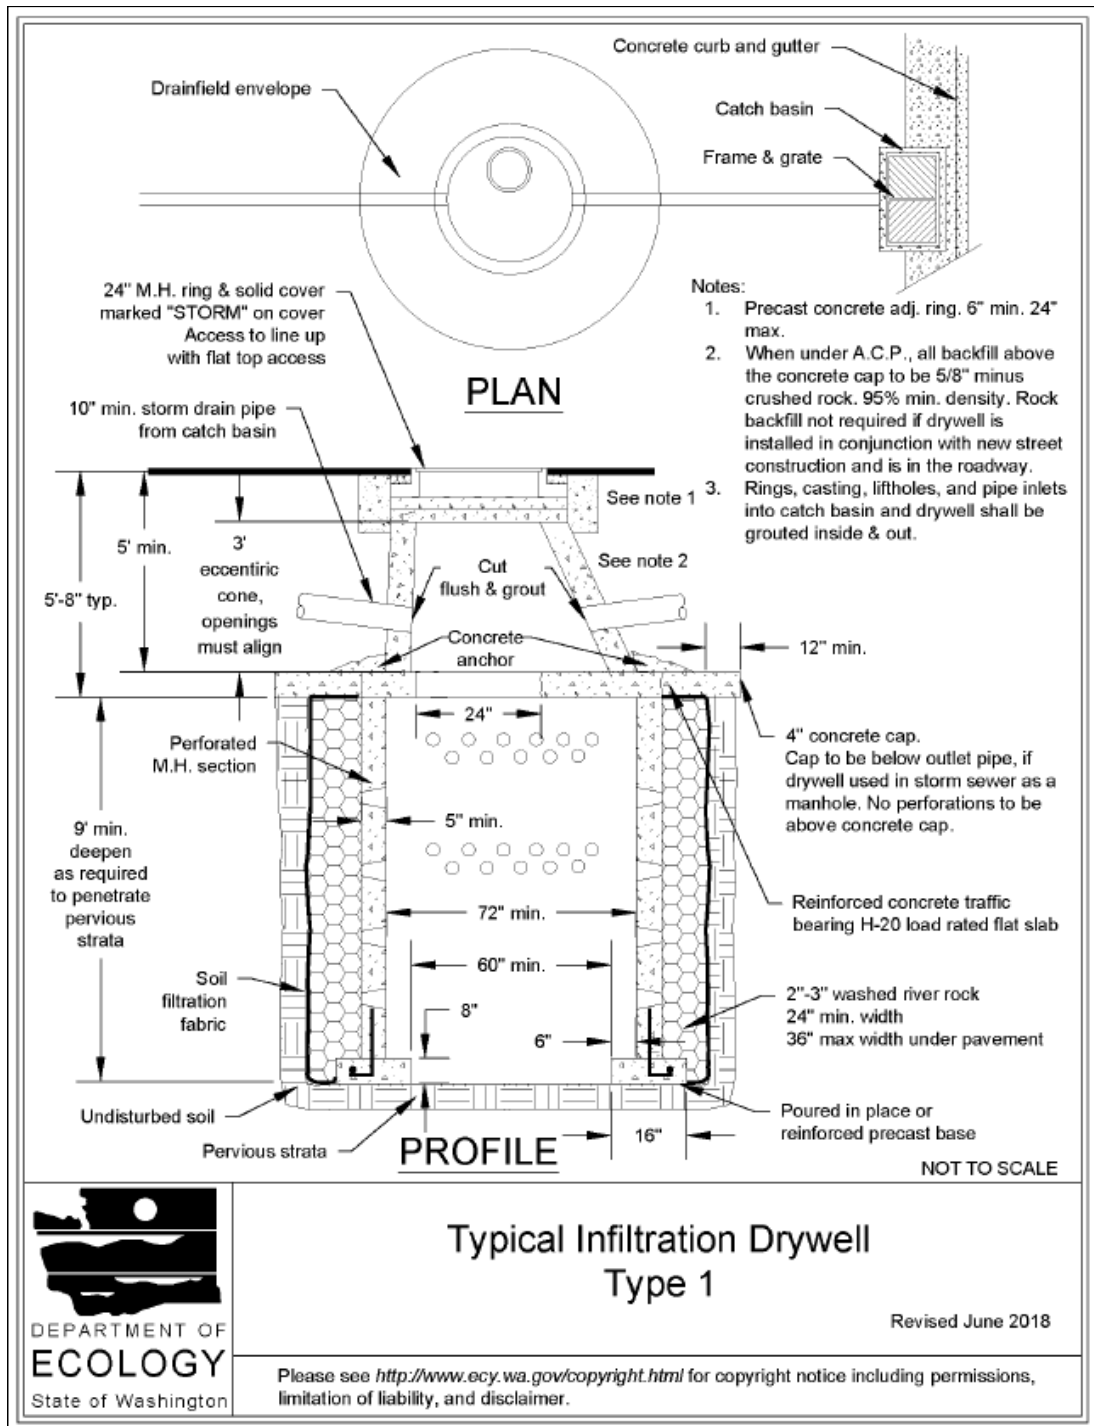 Concrete curb and gutter
Drainfield envelope
Catch basin
Frame & grate
24" M.H. ring & solid cover
marked "STORM" on cover
Access to line up
with flat top access
PLAN
Notes:
1. Precast concrete adj. ring. 6" min. 24"
max.
2. When under A.C.P., all backfill above
the concrete cap to be 5/8" minus
crushed rock. 95% min. density. Rock
backfill not required if drywell is
installed in conjunction with new street
construction and is in the roadway.
3. Rings, casting, liftholes, and pipe inlets
into catch basin and drywell shall be
grouted inside & out.
10" min. storm drain pipe
from catch basin
See note 1
5' min.
3'
eccentiric
cone,
openings
must align
5'-8" typ.
Cut
flush & grout
See note 2
Concrete
anchor
12" min.
24"
4" concrete cap.
Cap to be below outlet pipe, if
drywell used in storm sewer as a
manhole. No perforations to be
above concrete cap.
Perforated
M.H. section
5" min.
9' min.
deepen
as required
to penetrate
pervious
strata
72" min.
Reinforced concrete traffic
bearing H-20 load rated flat slab
60" min.
Soil
filtration
fabric
8"
6"
2"-3" washed river rock
24" min. width
36" max width under pavement
Undisturbed soil
Pervious strata
PROFILE
16"
Poured in place or
reinforced precast base
NOT TO SCALE
DEPARTMENT OF
ECOLOGY
State of Washington
Typical Infiltration Drywell
Type 1
Revised June 2018
Please see http://www.ecy.wa.gov/copyright.html for copyright notice including permissions,
limitation of liability, and disclaimer.